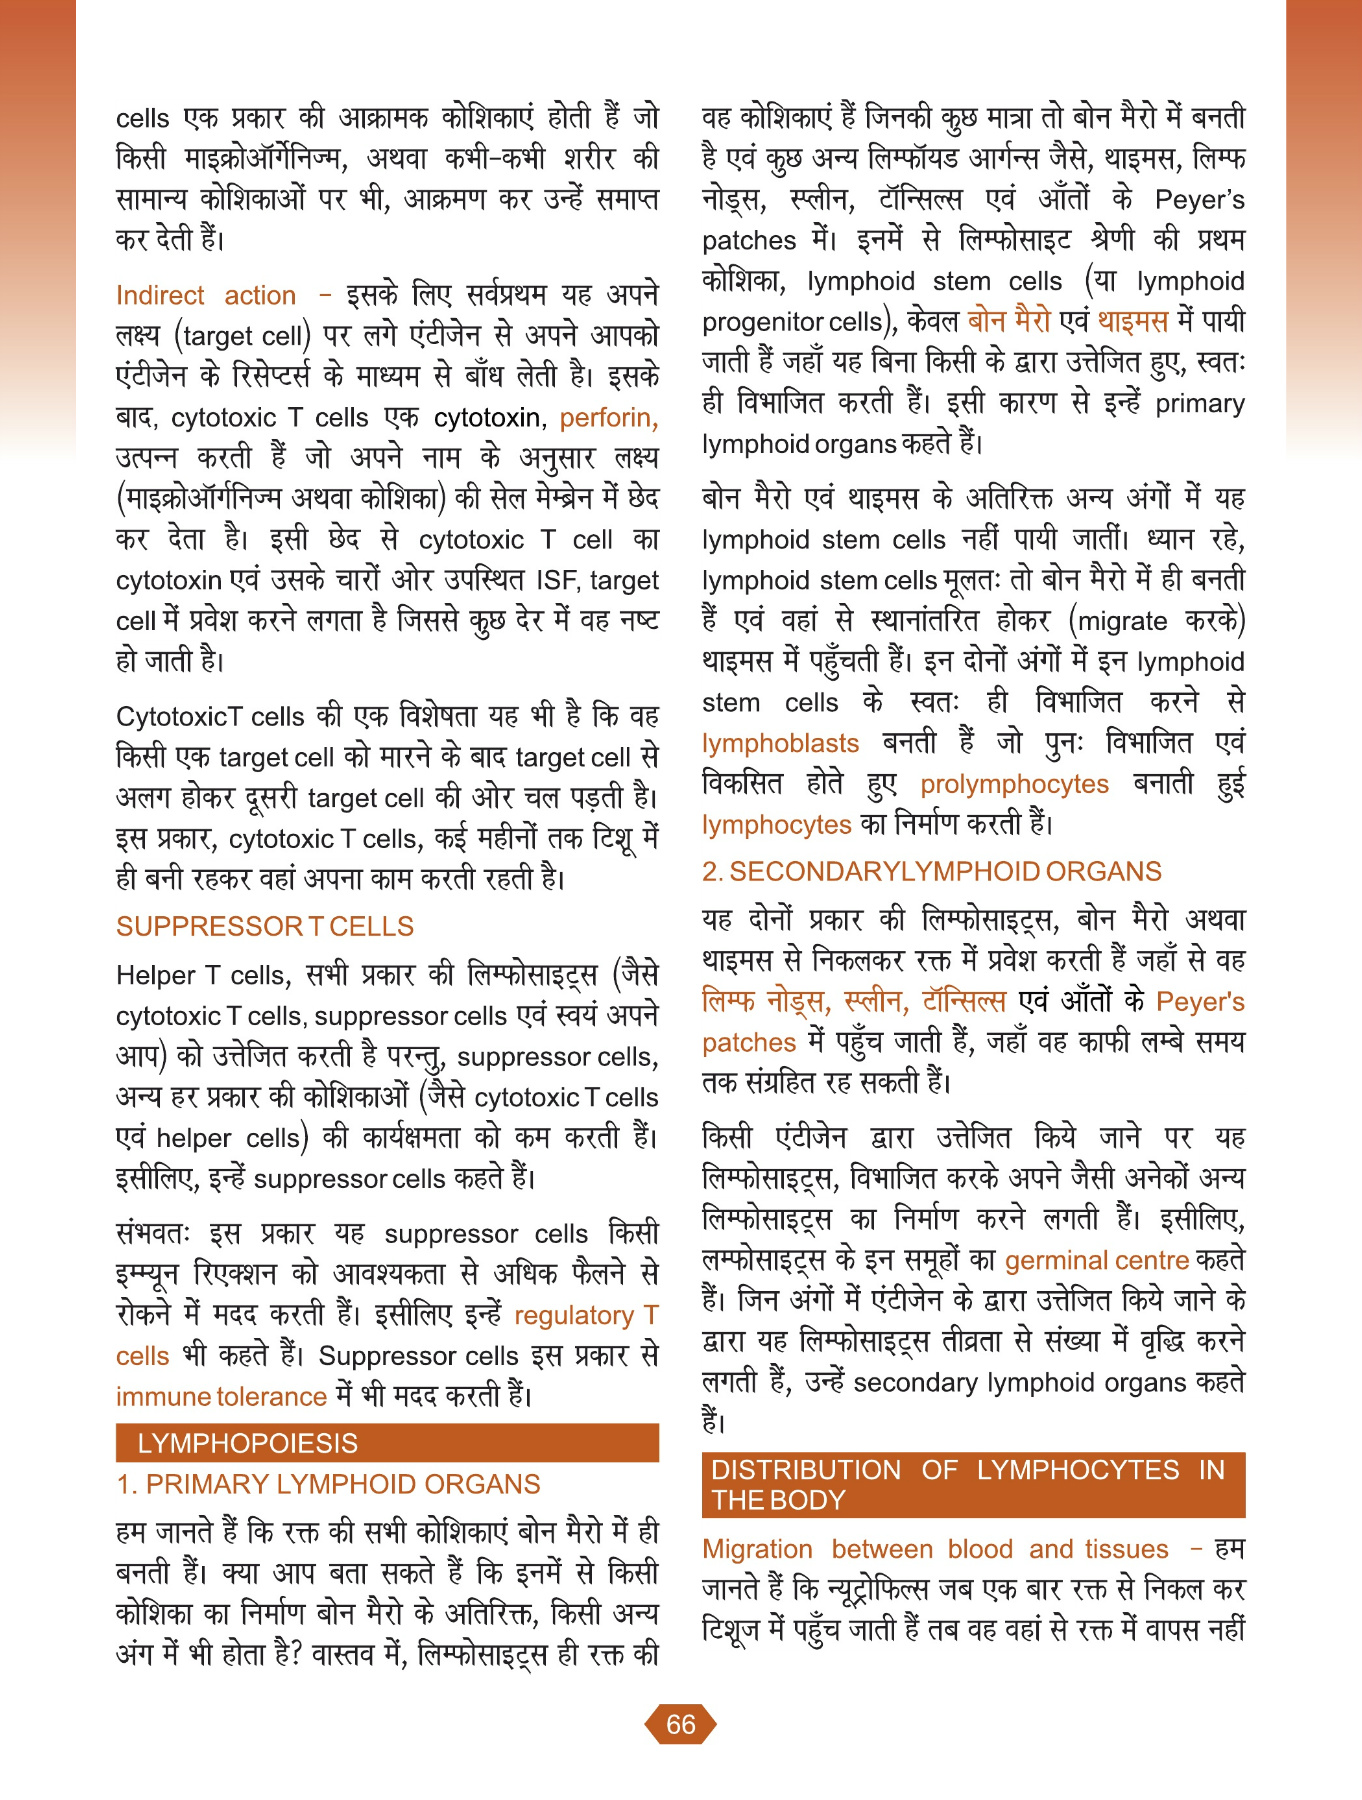 cells एक प्रकार की आक्रामक कोशिकाएं होती हैं जो
किसी माइक्रोऑर्गेनिज्म, अथवा कभी-कभी शरीर की
सामान्य कोशिकाओं पर भी, आक्रमण कर उन्हें समाप्त
कर देती हैं।
Indirect action – इसके लिए सर्वप्रथम यह अपने
लक्ष्य (target cell) पर लगे एंटीजेन से अपने आपको
एंटीजेन के रिसेप्टर्स के माध्यम से बाँध लेती है। इसके
बाद, cytotoxic T cells एक cytotoxin, perforin,
उत्पन्न करती हैं जो अपने नाम के अनुसार लक्ष्य
(माइक्रोऑर्गनिज्म अथवा कोशिका) की सेल मेम्ब्रेन में छेद
कर देता है। इसी छेद से cytotoxic T cell का
cytotoxin एवं उसके चारों ओर उपस्थित ISF, target
cell में प्रवेश करने लगता है जिससे कुछ देर में वह नष्ट
हो जाती है।
CytotoxicT cells की एक विशेषता यह भी है कि वह
किसी एक target cell को मारने के बाद target cell से
अलग होकर दूसरी target cell की ओर चल पड़ती है।
इस प्रकार, cytotoxic T cells, कई महीनों तक टिशू में
ही बनी रहकर वहां अपना काम करती रहती है।
SUPPRESSOR T CELLS
Helper T cells, सभी प्रकार की लिम्फोसाइट्स (जैसे
cytotoxic T cells, suppressor cells एवं स्वयं अपने
आप) को उत्तेजित करती है परन्तु, suppressor cells,
अन्य हर प्रकार की कोशिकाओं (जैसे cytotoxic T cells
एवं helper cells) की कार्यक्षमता को कम करती हैं।
इसीलिए, इन्हें suppressor cells कहते हैं।
संभवतः इस प्रकार यह suppressor cells किसी
इम्म्यून रिएक्शन को आवश्यकता से अधिक फैलने से
रोकने में मदद करती हैं। इसीलिए इन्हें regulatory T
cells भी कहते हैं। Suppressor cells इस प्रकार से
immune tolerance में भी मदद करती हैं।
LYMPHOPOIESIS
1. PRIMARY LYMPHOID ORGANS
हम जानते हैं कि रक्त की सभी कोशिकाएं बोन मैरो में ही
बनती हैं। क्या आप बता सकते हैं कि इनमें से किसी
कोशिका का निर्माण बोन मैरो के अतिरिक्त, किसी अन्य
अंग में भी होता है? वास्तव में, लिम्फोसाइट्स ही रक्त की
वह कोशिकाएं हैं जिनकी कुछ मात्रा तो बोन मैरो में बनती
है एवं कुछ अन्य लिम्फॉयड आर्गन्स जैसे, थाइमस, लिम्फ
नोड्स, स्प्लीन, टॉन्सिल्स एवं आँतों के Peyer’s
patches में। इनमें से लिम्फोसाइट श्रेणी की प्रथम
कोशिका, lymphoid stem cells (या lymphoid
progenitor cells), केवल बोन मैरो एवं थाइमस में पायी
जाती हैं जहाँ यह बिना किसी के द्वारा उत्तेजित हुए, स्वतः
ही विभाजित करती हैं। इसी कारण से इन्हें primary
lymphoid organs कहते हैं।
बोन मैरो एवं थाइमस के अतिरिक्त अन्य अंगों में यह
lymphoid stem cells नहीं पायी जातीं। ध्यान रहे,
lymphoid stem cells मूलतः तो बोन मैरो में ही बनती
हैं एवं वहां से स्थानांतरित होकर (migrate करके)
थाइमस में पहुँचती हैं। इन दोनों अंगों में इन lymphoid
stem cells के स्वतः ही विभाजित करने से
lymphoblasts बनती हैं जो पुनः विभाजित एवं
विकसित होते हुए prolymphocytes बनाती हुई
lymphocytes का निर्माण करती हैं।
2. SECONDARYLYMPHOID ORGANS
यह दोनों प्रकार की लिम्फोसाइट्स, बोन मैरो अथवा
थाइमस से निकलकर रक्त में प्रवेश करती हैं जहाँ से वह
लिम्फ नोड्स, स्प्लीन, टॉन्सिल्स एवं आँतों के Peyer's
patches में पहुँच जाती हैं, जहाँ वह काफी लम्बे समय
तक संग्रहित रह सकती हैं।
किसी एंटीजेन द्वारा उत्तेजित किये जाने पर यह
लिम्फोसाइट्स, विभाजित करके अपने जैसी अनेकों अन्य
लिम्फोसाइट्स का निर्माण करने लगती हैं। इसीलिए,
लम्फोसाइट्स के इन समूहों का germinal centre कहते
हैं। जिन अंगों में एंटीजेन के द्वारा उत्तेजित किये जाने के
द्वारा यह लिम्फोसाइट्स तीव्रता से संख्या में वृद्धि करने
लगती हैं, उन्हें secondary lymphoid organs कहते
हैं।
DISTRIBUTION OF LYMPHOCYTES IN
THE BODY
Migration between blood and tissues – हम
जानते हैं कि न्यूट्रोफिल्स जब एक बार रक्त से निकल कर
टिशूज में पहुँच जाती हैं तब वह वहां से रक्त में वापस नहीं
66